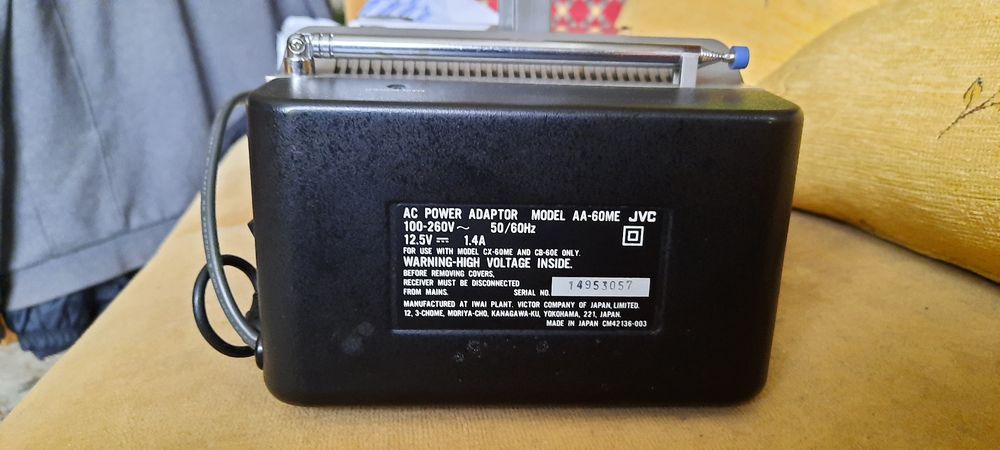 AC POWER ADAPTOR MODEL AA-60ME JVC
100-260V～ 50/60Hz
12.5V⎓ 1.4A
FOR USE WITH MODEL CX-60ME AND CB-60E ONLY.
WARNING-HIGH VOLTAGE INSIDE.
BEFORE REMOVING COVERS,
RECEIVER MUST BE DISCONNECTED
FROM MAINS. SERIAL NO. 14953057
MANUFACTURED AT IWAI PLANT. VICTOR COMPANY OF JAPAN, LIMITED.
12, 3-CHOME, MORIYA-CHO, KANAGAWA-KU, YOKOHAMA, 221, JAPAN.
MADE IN JAPAN CM42136-003